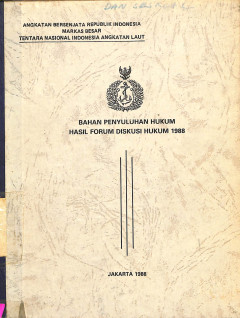 ANGKATAN BERSENJATA REPUBLIK INDONESIA
MARKAS BESAR
TENTARA NASIONAL INDONESIA ANGKATAN LAUT
BAHAN PENYULUHAN HUKUM
HASIL FORUM DISKUSI HUKUM 1988
JAKARTA 1988